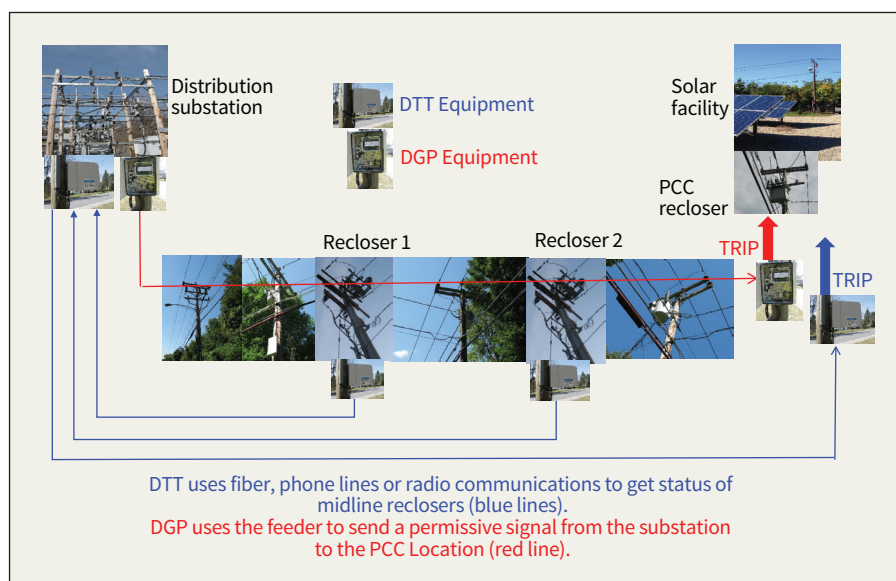 Distribution
substation
DTT Equipment
DGP Equipment
Solar
facility
PCC
recloser
Recloser 1
Recloser 2
TRIP
TRIP
DTT uses fiber, phone lines or radio communications to get status of
midline reclosers (blue lines).
DGP uses the feeder to send a permissive signal from the substation
to the PCC Location (red line).